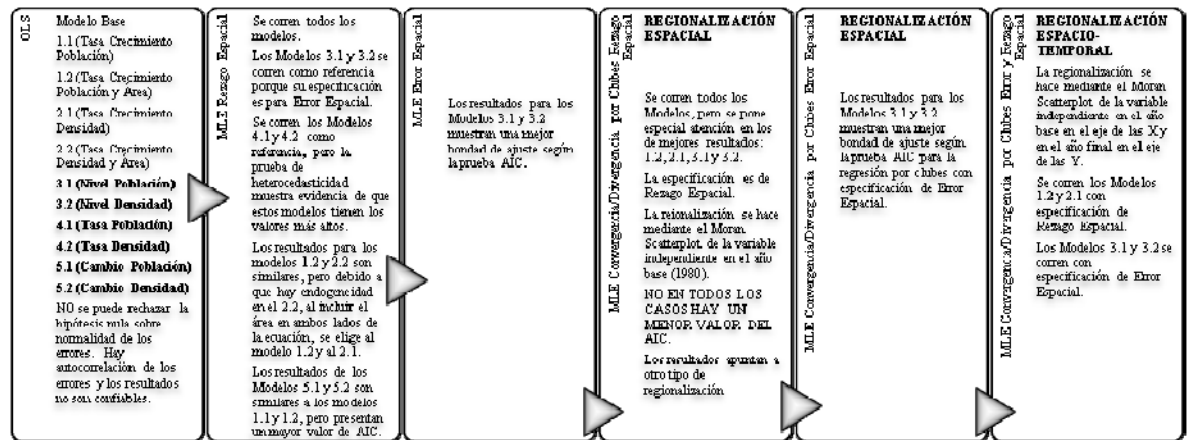 OLS
Modelo Base
1.1 (Tasa Crecimiento
Población)
1.2 (Tasa Crecimiento
Población y Area)
2.1 (Tasa Crecimiento
Densidad)
2.2 (Tasa Crecimiento
Densidad y Área)
3.1 (Nivel Población)
3.2 (Nivel Densidad)
4.1 (Tasa Población)
4.2 (Tasa Densidad)
5.1 (Cambio Población)
5.2 (Cambio Densidad)
NO se puede rechazar la
hipótesis nula sobre
normalidad de los
errores. Hay
autocorrelación de los
errores y los resultados
no son confiables.
MLE Rezago Espacial
Se corren todos los
modelos.
Los Modelos 3.1 y 3.2 se
corren como referencia
porque su especificación
es para Error Espacial.
Se corren los Modelos
4.1 y 4.2 como
referencia, pero la
prueba de
heterocedasticidad
muestra evidencia de que
estos modelos tienen los
valores más altos.
Los resultados para los
modelos 1.2 y 2.2 son
similares, pero debido a
que hay endogeneidad
en el 2.2, al incluir el
área en ambos lados de
la ecuación, se elige al
modelo 1.2 y al 2.1.
Los resultados de los
Modelos 5.1 y 5.2 son
similares a los modelos
1.1 y 1.2, pero presentan
un mayor valor de AIC.
MLE Error Espacial
Los resultados para los
Modelos 3.1 y 3.2
muestran una mejor
bondad de ajuste según
la prueba AIC.
MLE Convergencia/Divergencia por Clubes Rezago
Espacial
REGIONALIZACIÓN
ESPACIAL
Se corren todos los
Modelos, pero se pone
especial atención en los
de mejores resultados:
1.2, 2.1, 3.1 y 3.2.
La especificación es de
Rezago Espacial.
La reionalización se hace
mediante el Moran
Scatterplot de la variable
independiente en el año
base (1980).
NO EN TODOS LOS
CASOS HAY UN
MENOR VALOR DEL
AIC.
Los resultados apuntan a
otro tipo de
regionalización
MLE Convergencia/Divergencia por Clubes Error Espacial
REGIONALIZACIÓN
ESPACIAL
Los resultados para los
Modelos 3.1 y 3.2
muestran una mejor
bondad de ajuste según
la prueba AIC para la
regresión por clubes con
especificación de Error
Espacial.
MLE Convergencia/Divergencia por Clubes Error y Rezago
Espacial
REGIONALIZACIÓN
ESPACIO-
TEMPORAL
La regionalización se
hace mediante el Moran
Scatterplot de la variable
independiente en el año
base en el eje de las X y
en el año final en el eje
de las Y.
Se corren los Modelos
1.2 y 2.1 con
especificación de
Rezago Espacial.
Los Modelos 3.1 y 3.2 se
corren con
especificación de Error
Espacial.